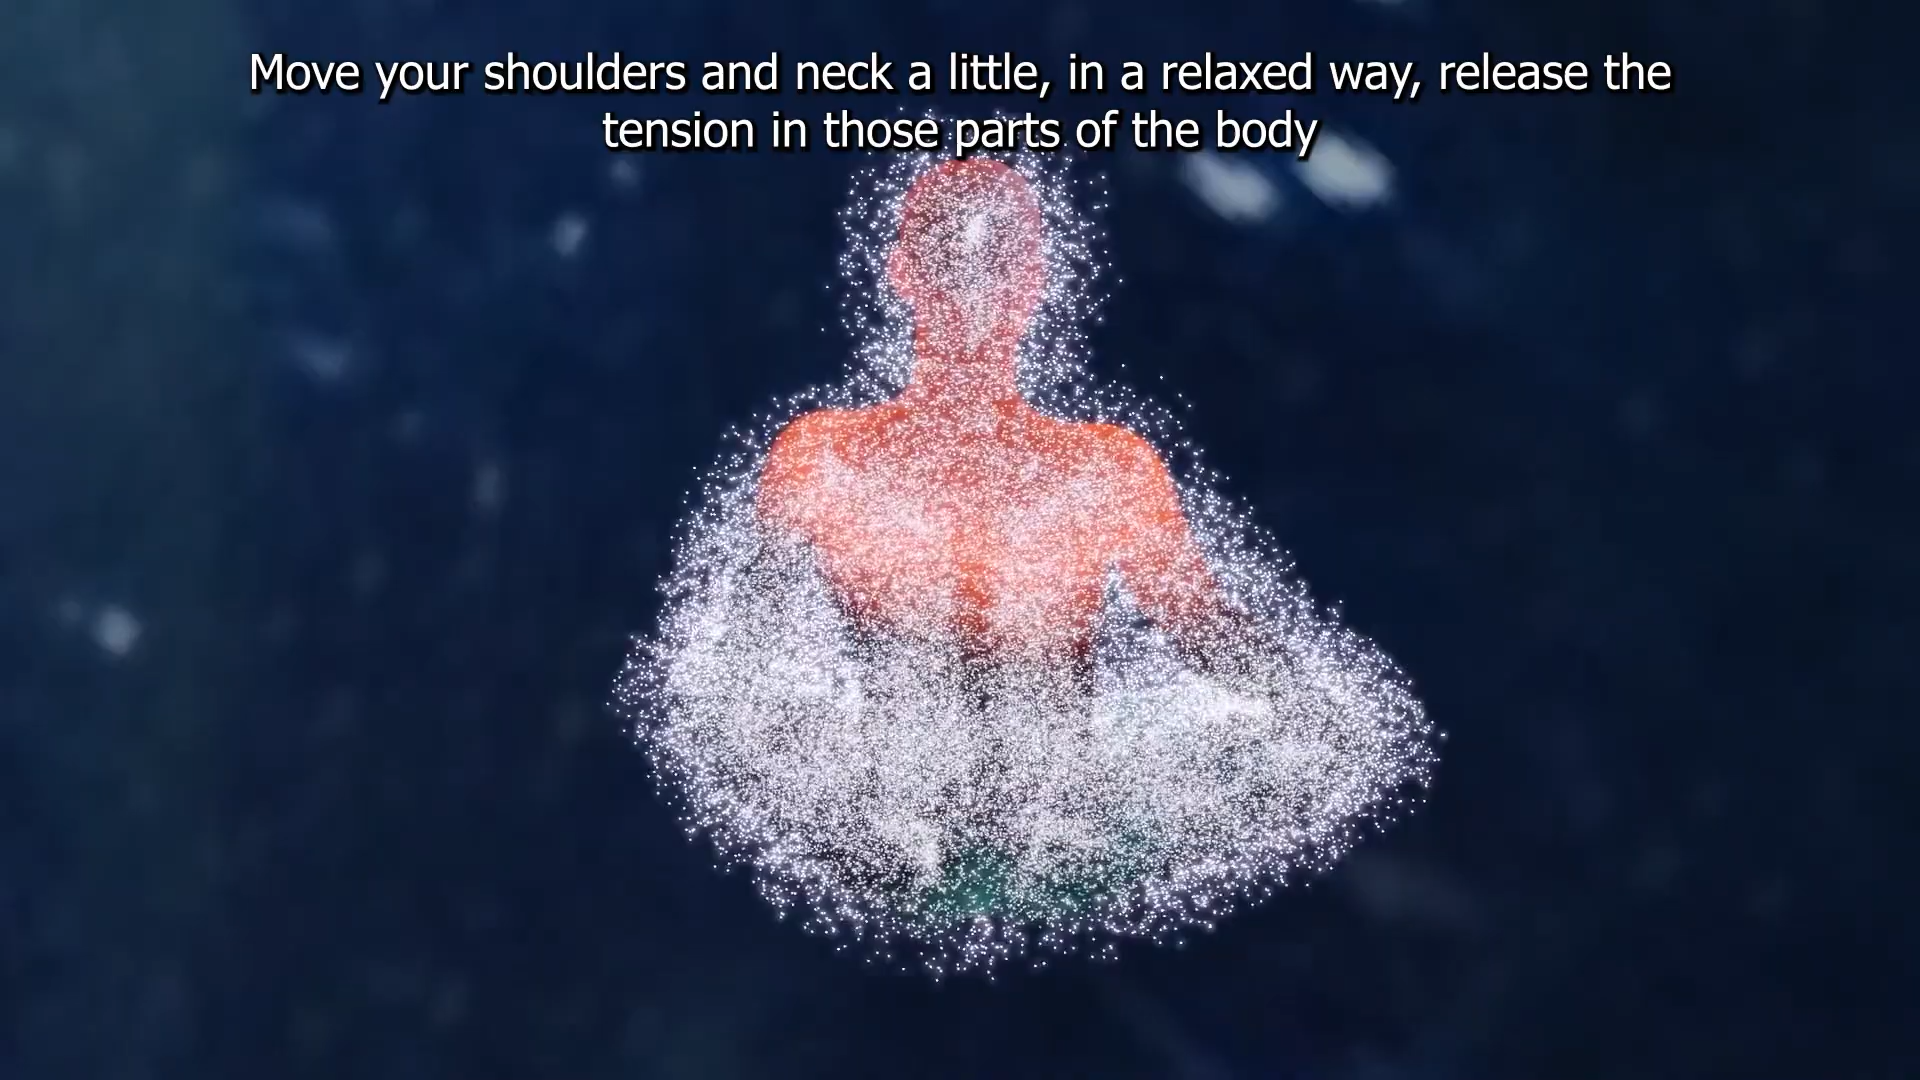 Move your shoulders and neck a little, in a relaxed way, release the
tension in those parts of the body